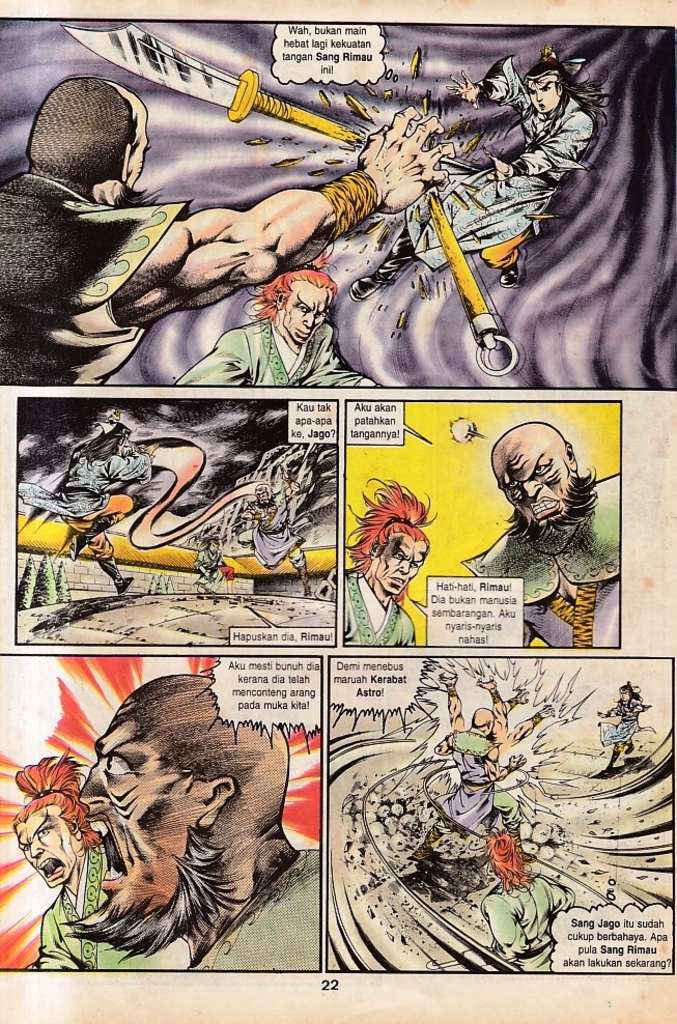 Wah, bukan main
hebat lagi kekuatan
tangan Sang Rimau
ini!
Kau tak
apa-apa
ke, Jago?
Hapuskan dia, Rimau!
Aku akan
patahkan
tangannya!
Hati-hati, Rimau!
Dia bukan manusia
sembarangan. Aku
nyaris-nyaris
nahas!
Aku mesti bunuh dia
kerana dia telah
menconteng arang
pada muka kita!
Demi menebus
maruah Kerabat
Astro!
Sang Jago itu sudah
cukup berbahaya. Apa
pula Sang Rimau
akan lakukan sekarang?
22